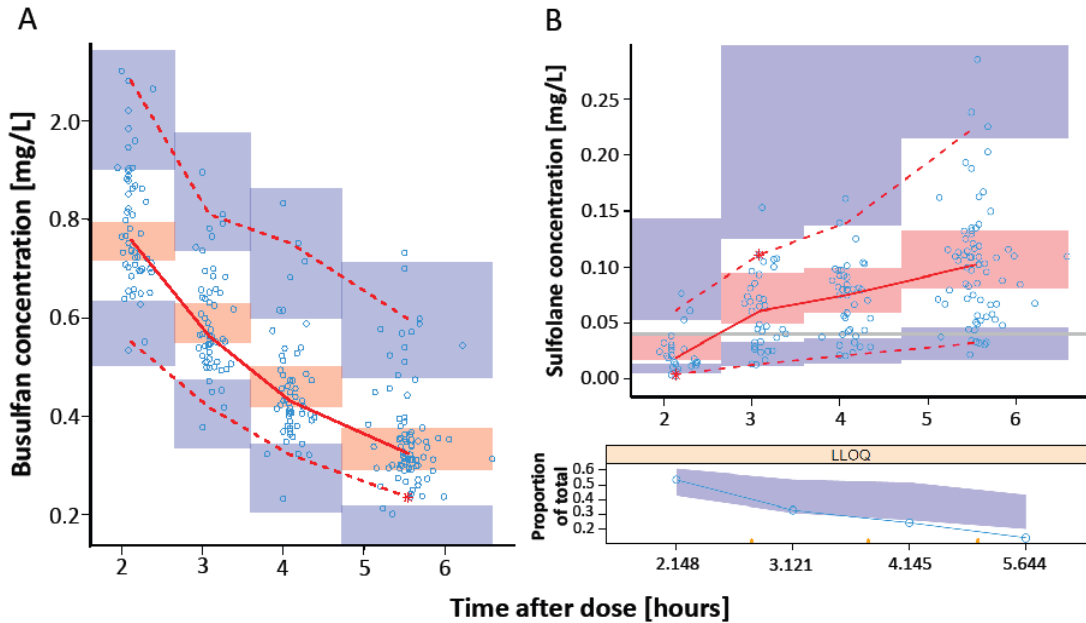 A
Busulfan concentration [mg/L]
2.0
0.8
0.6
0.4
0.2
2 3 4 5 6
B
Sulfolane concentration [mg/L]
0.25
0.20
0.15
0.10
0.05
0.00
*
*
*
2 3 4 5 6
LLOQ
Proportion
of total
0.6
0.5
0.4
0.3
0.2
2.148 3.121 4.145 5.644
Time after dose [hours]